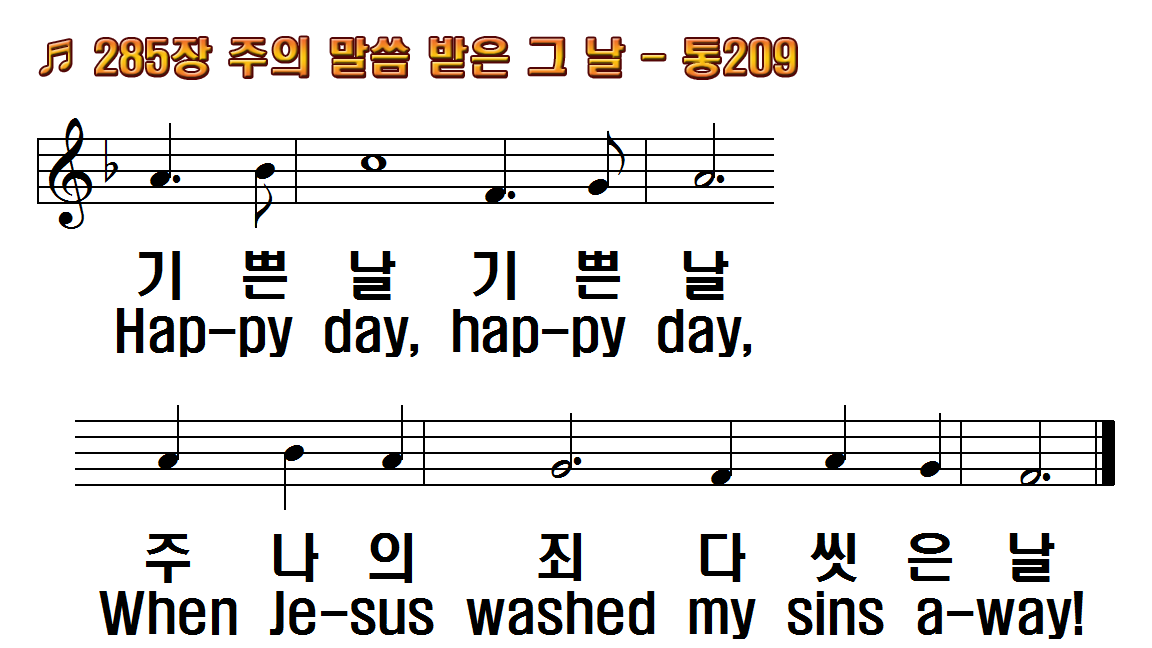 ♬ 285장 주의 말씀 받은 그 날 - 통209
기 쁜 날 기 쁜 날
Hap-py day, hap-py day,
주 나 의 죄 다 씻 은 날
When Je-sus washed my sins a-way!